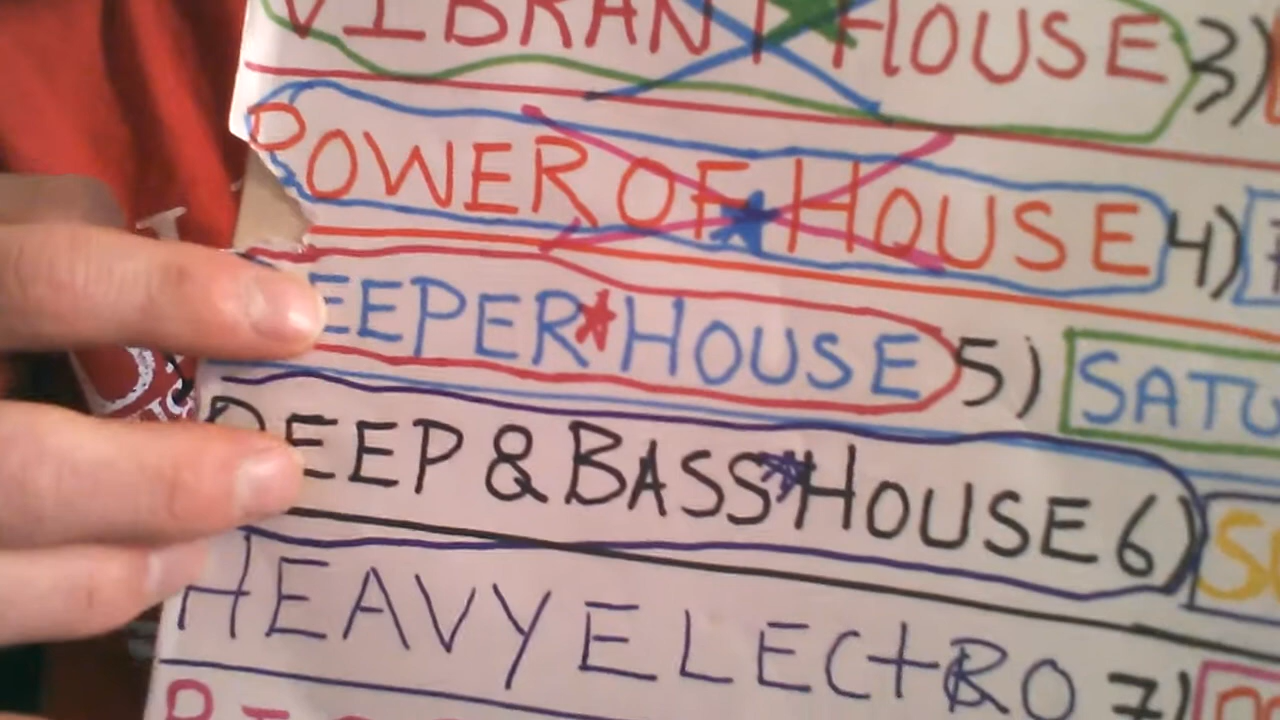 VIBRANT HOUSE 3)
POWER OF HOUSE 4)
EEPER*HOUSE 5) SATU
DEEP & BASS*HOUSE 6) S
HEAVY ELECTRO 7)